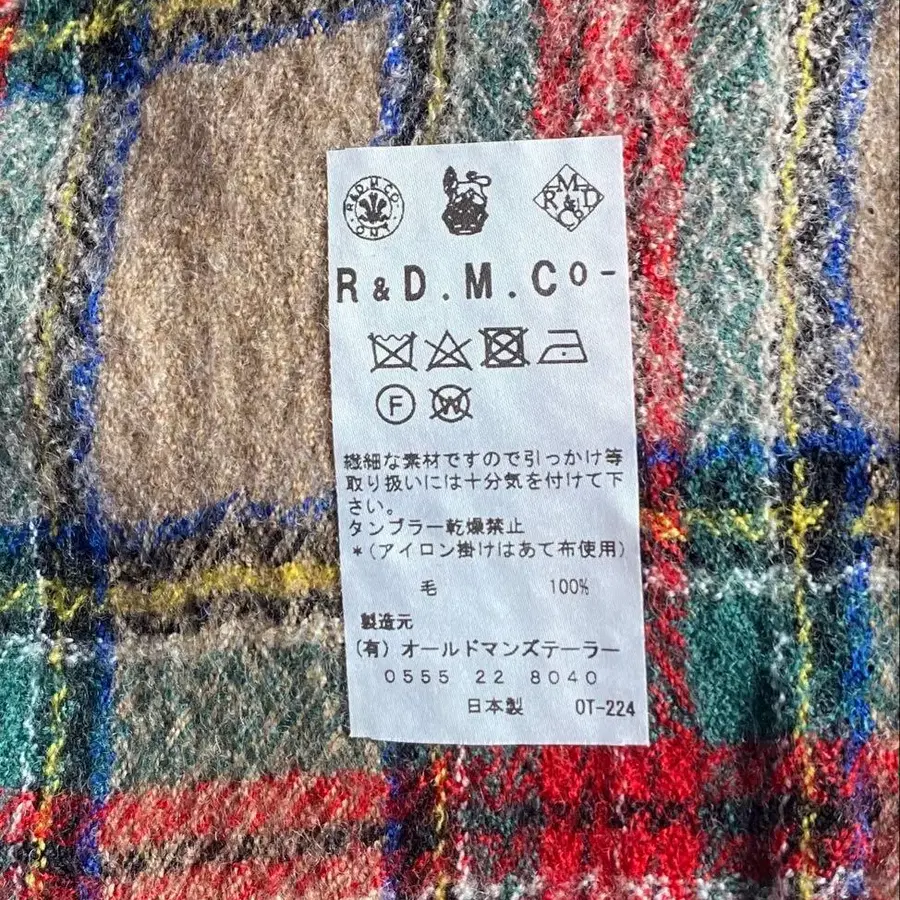 R&D.M.CO. OMT
R M D & Co
R & D . M . Co-
F W
繊細な素材ですので引っかけ等
取り扱いには十分気を付けて下
さい。
タンブラー乾燥禁止
*(アイロン掛けはあて布使用)
毛 100%
製造元
(有)オールドマンズテーラー
0555 22 8040
日本製 OT-224